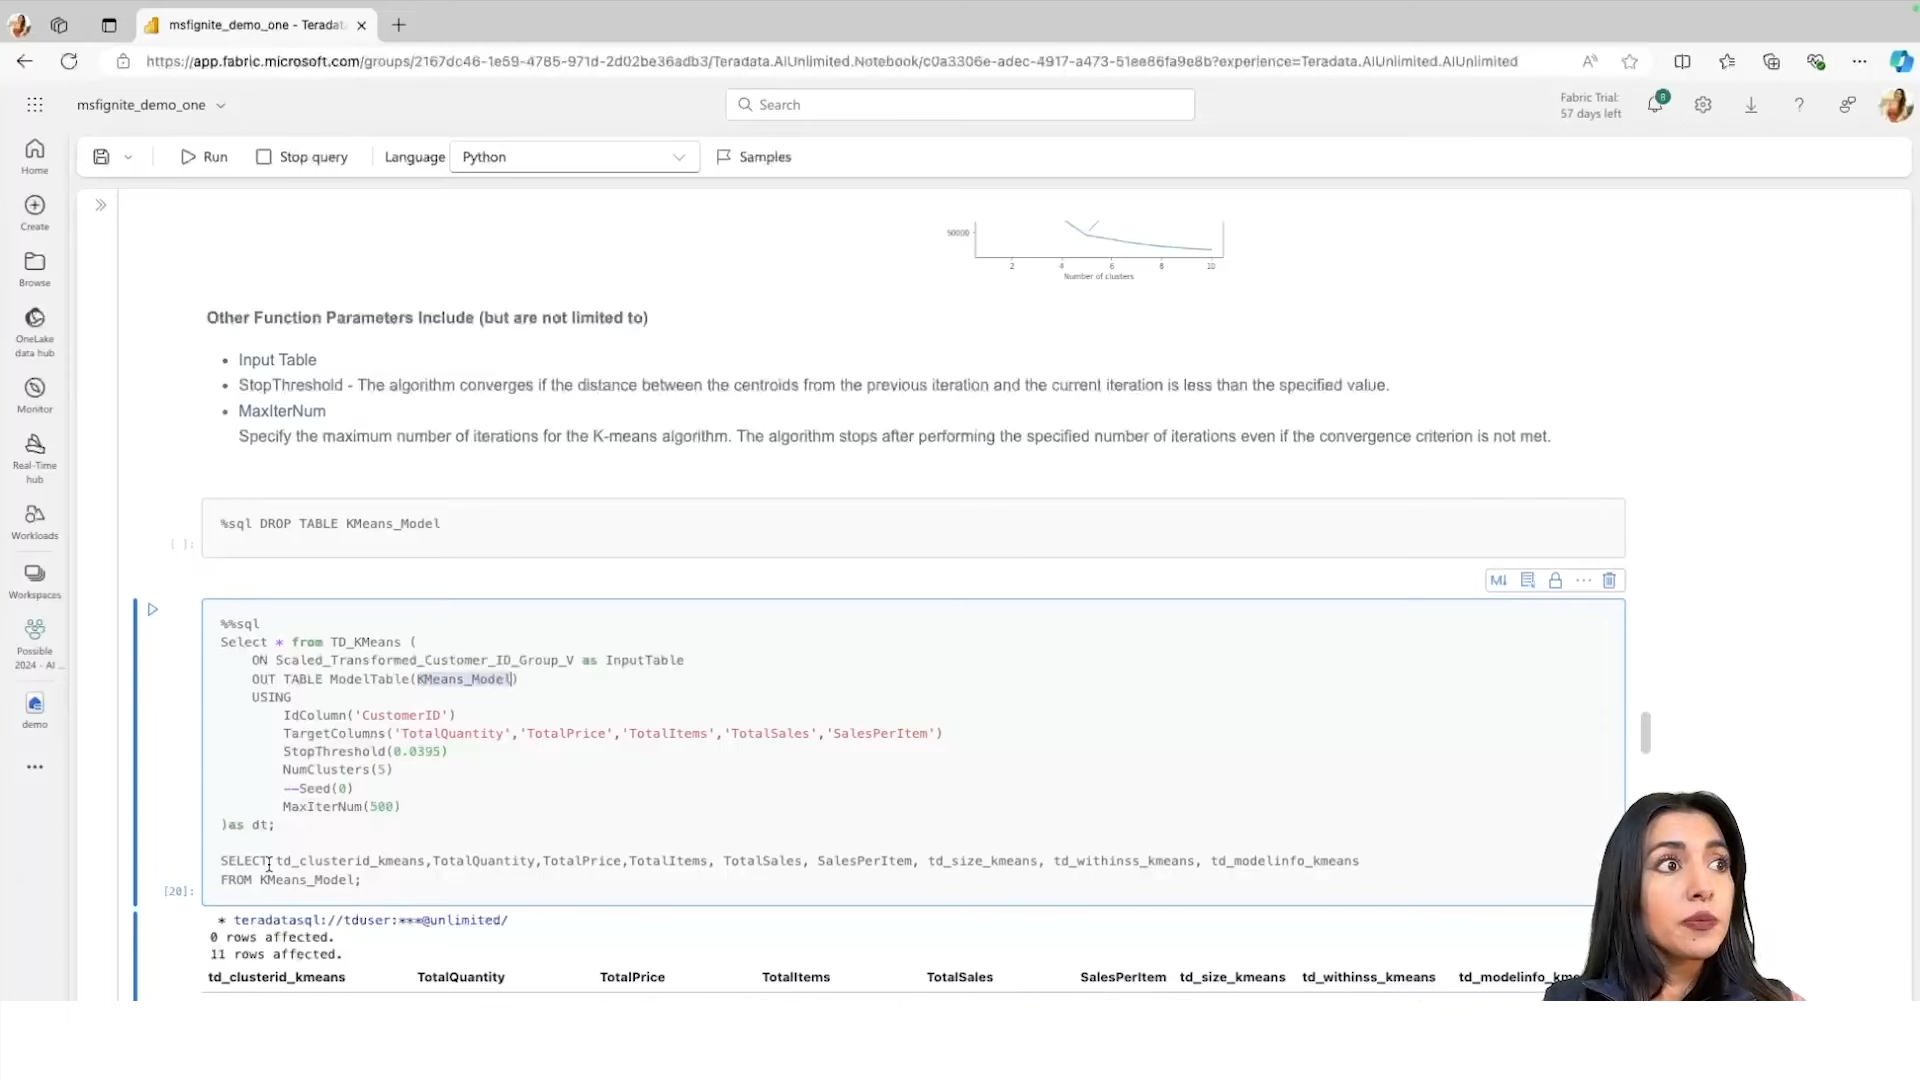 msfignite_demo_one - Teradat
https://app.fabric.microsoft.com/groups/2167dc46-1e59-4785-971d-2d02be36adb3/Teradata.AIUnlimited.Notebook/c0a3306e-adec-4917-a473-51ee86fa9e8b?experience=Teradata.AIUnlimited.AIUnlimited
msfignite_demo_one
Search
Fabric Trial:
57 days left
8
Run
Stop query
Language
Python
Samples
Home
Create
Browse
OneLake
data hub
Monitor
Real-Time
hub
Workloads
Workspaces
Possible
2024 - AI ...
demo
50000
2 4 6 8 10
Number of clusters
Other Function Parameters Include (but are not limited to)
• Input Table
• StopThreshold - The algorithm converges if the distance between the centroids from the previous iteration and the current iteration is less than the specified value.
• MaxIterNum
Specify the maximum number of iterations for the K-means algorithm. The algorithm stops after performing the specified number of iterations even if the convergence criterion is not met.
%sql DROP TABLE KMeans_Model
[ ]:
%%sql
Select * from TD_KMeans (
ON Scaled_Transformed_Customer_ID_Group_V as InputTable
OUT TABLE ModelTable(KMeans_Model)
USING
IdColumn('CustomerID')
TargetColumns('TotalQuantity','TotalPrice','TotalItems','TotalSales','SalesPerItem')
StopThreshold(0.0395)
NumClusters(5)
--Seed(0)
MaxIterNum(500)
)as dt;
SELECT td_clusterid_kmeans,TotalQuantity,TotalPrice,TotalItems, TotalSales, SalesPerItem, td_size_kmeans, td_withinss_kmeans, td_modelinfo_kmeans
FROM KMeans_Model;
[20]:
* teradatasql://tduser:***@unlimited/
0 rows affected.
11 rows affected.
td_clusterid_kmeans TotalQuantity TotalPrice TotalItems TotalSales SalesPerItem td_size_kmeans td_withinss_kmeans td_modelinfo_kme